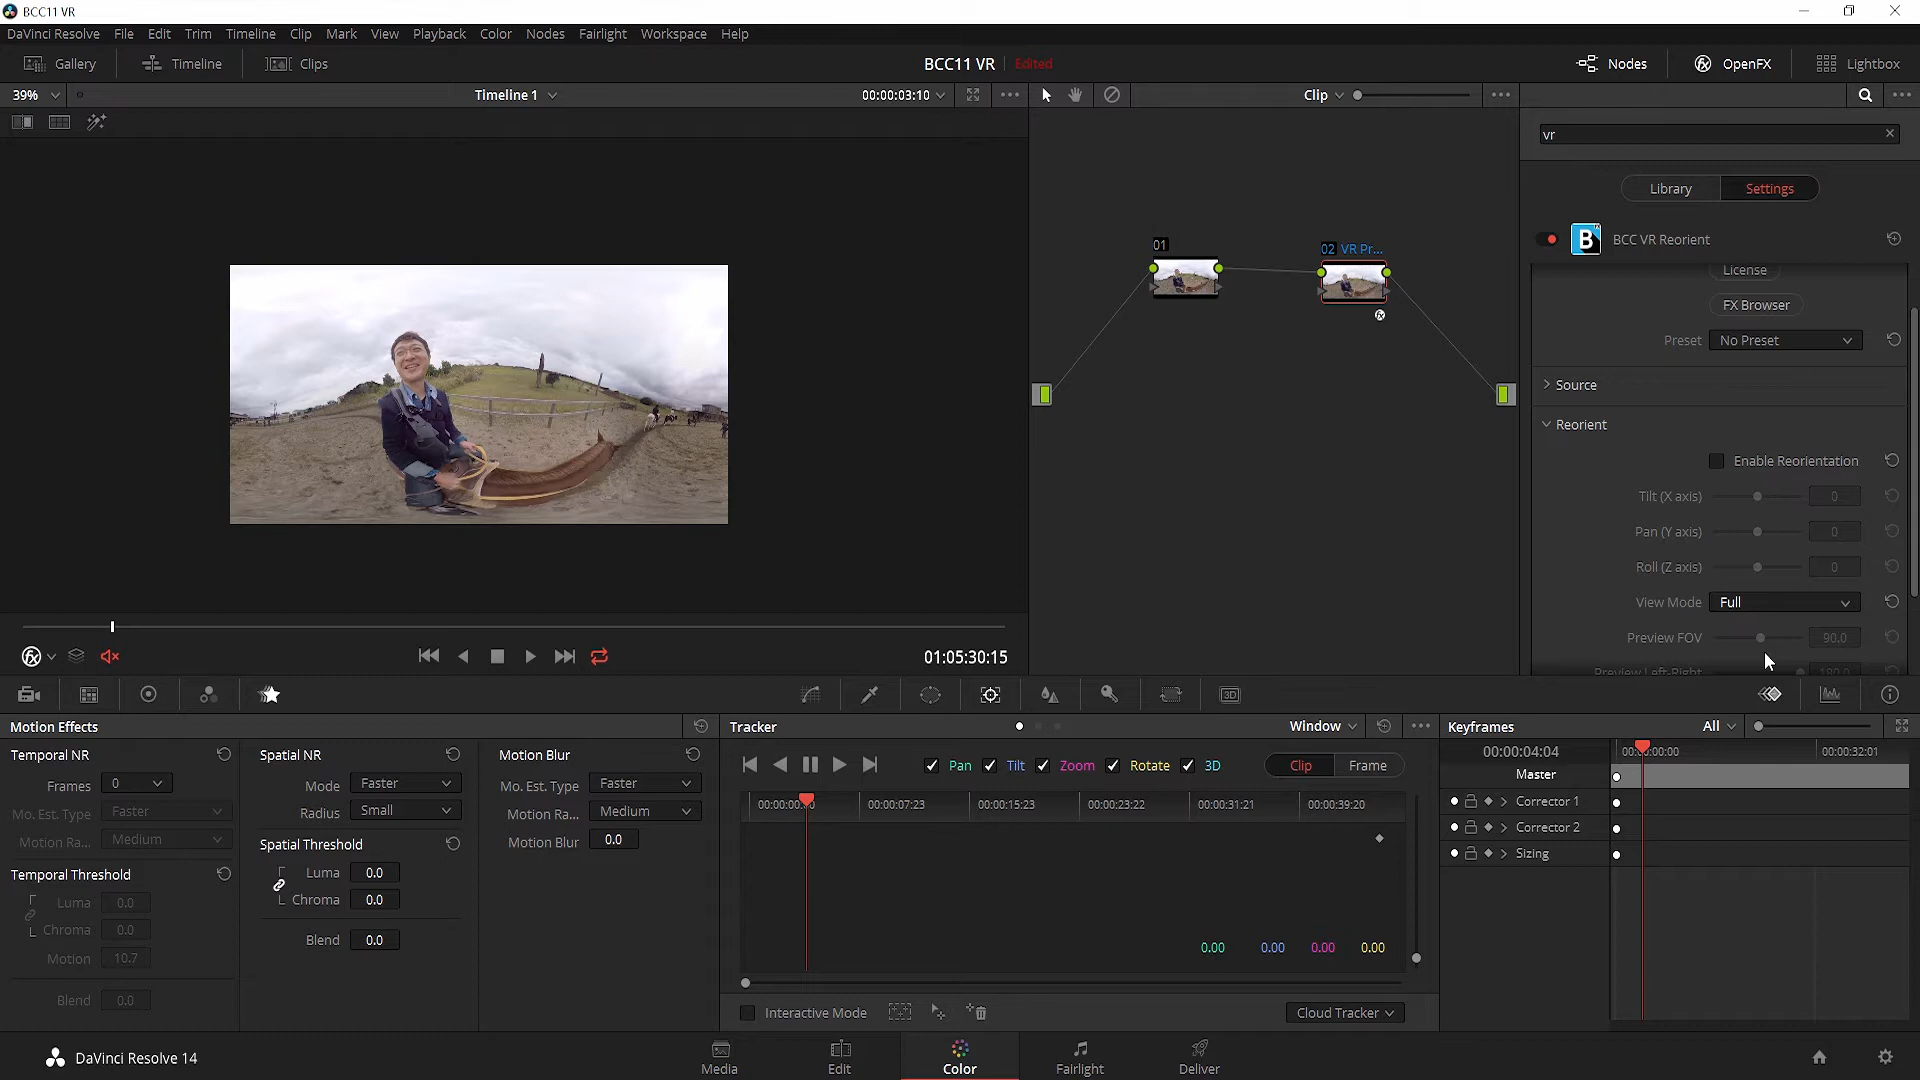 BCC11 VR
DaVinci Resolve File Edit Trim Timeline Clip Mark View Playback Color Nodes Fairlight Workspace Help
Gallery Timeline Clips BCC11 VR Edited Nodes OpenFX Lightbox
39% Timeline 1 00:00:03:10 Clip
vr
Library Settings
B BCC VR Reorient
License
FX Browser
Preset No Preset
Source
Reorient
Enable Reorientation
Tilt (X axis) 0
Pan (Y axis) 0
Roll (Z axis) 0
View Mode Full
Preview FOV 90.0
Preview Left-Right 180.0
01
02 VR Pr...
01:05:30:15
3D
Motion Effects
Temporal NR
Frames 0
Mo. Est. Type Faster
Motion Ra... Medium
Temporal Threshold
Luma 0.0
Chroma 0.0
Motion 10.7
Blend 0.0
Spatial NR
Mode Faster
Radius Small
Spatial Threshold
Luma 0.0
Chroma 0.0
Blend 0.0
Motion Blur
Mo. Est. Type Faster
Motion Ra... Medium
Motion Blur 0.0
Tracker Window
Pan Tilt Zoom Rotate 3D Clip Frame
00:00:07:23 00:00:15:23 00:00:23:22 00:00:31:21 00:00:39:20
0.00 0.00 0.00 0.00
Interactive Mode Cloud Tracker
Keyframes All
00:00:04:04 00:00:32:01
Master
Corrector 1
Corrector 2
Sizing
DaVinci Resolve 14 Media Edit Color Fairlight Deliver